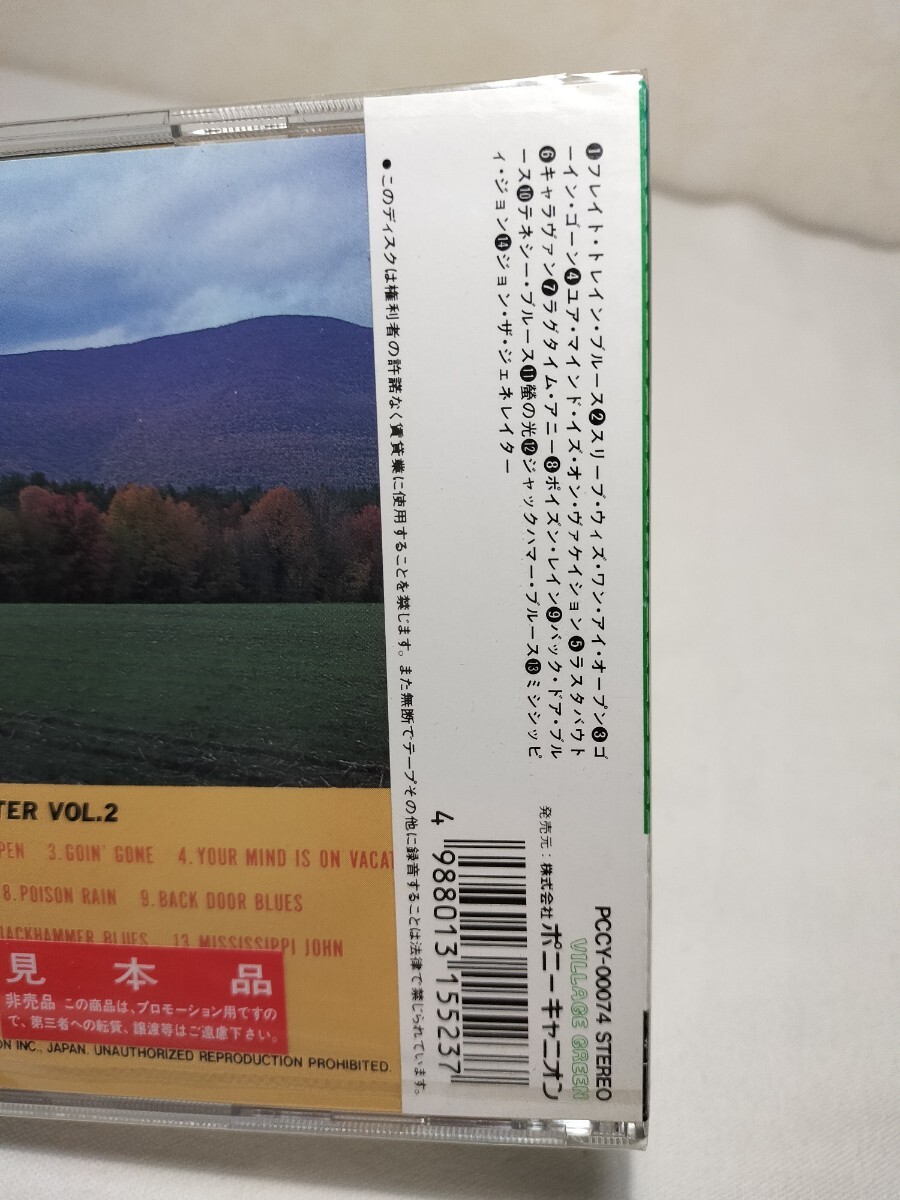 ❶フレイト・トレイン・ブルース❷スリープ・ウィズ・ワン・アイ・オープン❸ゴ
ーイン・ゴーン❹ユア・マインド・イズ・オン・ヴァケイション❺ラスタバウト
❻キャラヴァン❼ラグタイム・アニー❽ポイズン・レイン❾バック・ドア・ブル
ース❿テネシー・ブルース⓫螢の光⓬ジャックハマー・ブルース⓭ミシシッピ
ィ・ジョン⓮ジョン・ザ・ジェネレイター
●このディスクは権利者の許諾なく賃貸業に使用することを禁じます。また無断でテープその他に録音することは法律で禁じられています。
PCCY-00074 STEREO
VILLAGE GREEN
発売元：株式会社ポニーキャニオン
4 988013 155237
TER VOL.2
PEN 3.GOIN' GONE 4.YOUR MIND IS ON VACAT
8.POISON RAIN 9.BACK DOOR BLUES
JACKHAMMER BLUES 13.MISSISSIPPI JOHN
見本品
非売品 この商品は、プロモーション用ですの
で、第三者への転貸、譲渡等はご遠慮下さい。
ON INC., JAPAN. UNAUTHORIZED REPRODUCTION PROHIBITED.